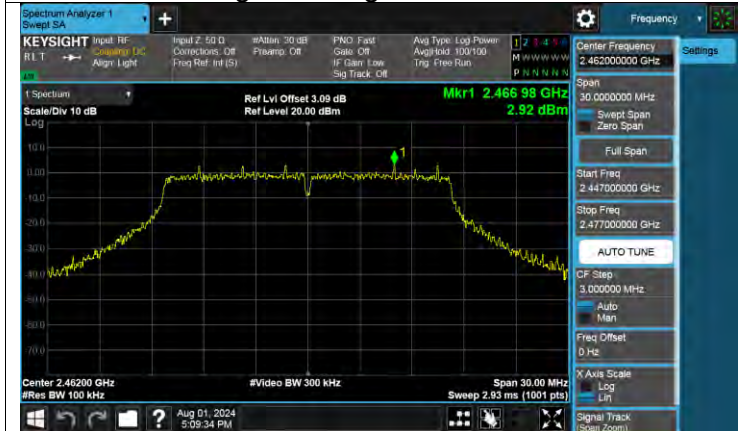 Spectrum Analyzer 1
Swept SA
+
Frequency
KEYSIGHT
RLT
Input: RF
Coupling: DC
Align: Light
Input Z: 50 Ω
Corrections: Off
Freq Ref: Int (S)
#Atten: 30 dB
Preamp: Off
PNO: Fast
Gate: Off
IF Gain: Low
Sig Track: Off
Avg Type: Log-Power
Avg|Hold: 100/100
Trig: Free Run
1 2 3 4 5 6
M W W W W W
P N N N N N
1 Spectrum
Scale/Div 10 dB
Log
Ref Lvl Offset 3.09 dB
Ref Level 20.00 dBm
Mkr1 2.466 98 GHz
2.92 dBm
10.0
0.00
-10.0
-20.0
-30.0
-40.0
-50.0
-60.0
-70.0
1
Center 2.46200 GHz
#Res BW 100 kHz
#Video BW 300 kHz
Span 30.00 MHz
Sweep 2.93 ms (1001 pts)
Center Frequency
2.462000000 GHz
Settings
Span
30.0000000 MHz
Swept Span
Zero Span
Full Span
Start Freq
2.447000000 GHz
Stop Freq
2.477000000 GHz
AUTO TUNE
CF Step
3.000000 MHz
Auto
Man
Freq Offset
0 Hz
X Axis Scale
Log
Lin
Signal Track
(Span Zoom)
?
Aug 01, 2024
5:09:34 PM